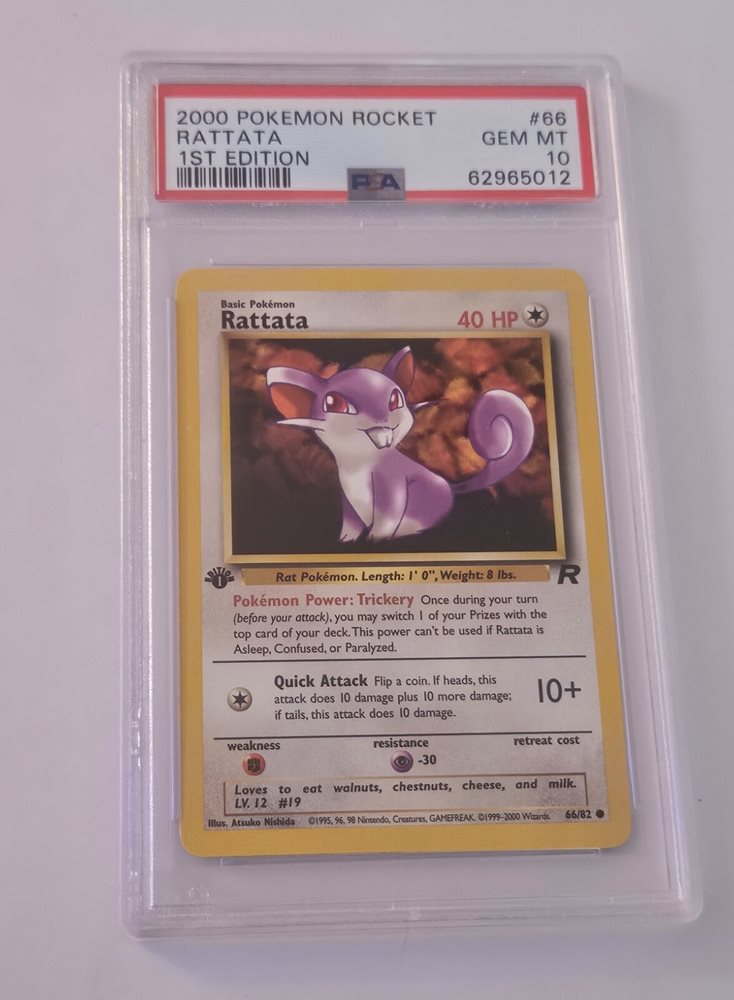 2000 POKEMON ROCKET #66
RATTATA GEM MT
1ST EDITION 10
PSA 62965012
Basic Pokémon
Rattata 40 HP
EDITION 1
Rat Pokémon. Length: 1' 0", Weight: 8 lbs. R
Pokémon Power: Trickery Once during your turn
(before your attack), you may switch 1 of your Prizes with the
top card of your deck. This power can't be used if Rattata is
Asleep, Confused, or Paralyzed.
Quick Attack Flip a coin. If heads, this
attack does 10 damage plus 10 more damage; 10+
if tails, this attack does 10 damage.
weakness resistance retreat cost
-30
Loves to eat walnuts, chestnuts, cheese, and milk.
LV. 12 #19
Illus. Atsuko Nishida ©1995, 96, 98 Nintendo, Creatures, GAMEFREAK. ©1999-2000 Wizards. 66/82 ●